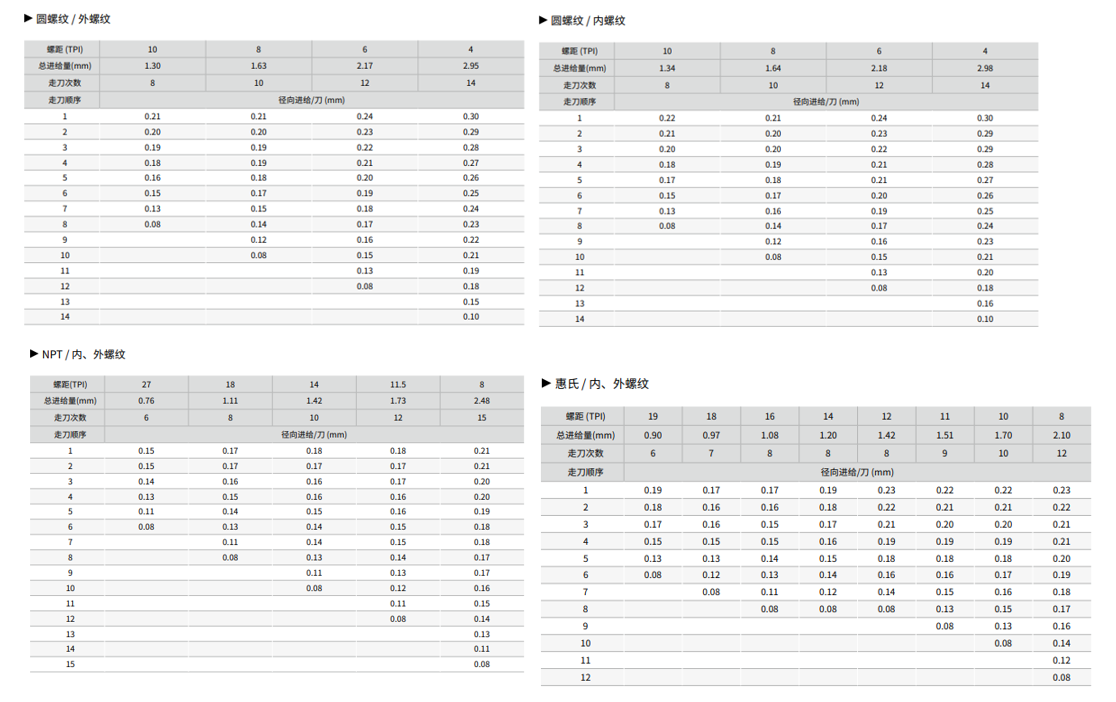 ▶ 圆螺纹 / 外螺纹
螺距 (TPI) 10 8 6 4
总进给量(mm) 1.30 1.63 2.17 2.95
走刀次数 8 10 12 14
走刀顺序 径向进给/刀 (mm)
1 0.21 0.21 0.24 0.30
2 0.20 0.20 0.23 0.29
3 0.19 0.19 0.22 0.28
4 0.18 0.19 0.21 0.27
5 0.16 0.18 0.20 0.26
6 0.15 0.17 0.19 0.25
7 0.13 0.15 0.18 0.24
8 0.08 0.14 0.17 0.23
9 0.12 0.16 0.22
10 0.08 0.15 0.21
11 0.13 0.19
12 0.08 0.18
13 0.15
14 0.10
▶ 圆螺纹 / 内螺纹
螺距 (TPI) 10 8 6 4
总进给量(mm) 1.34 1.64 2.18 2.98
走刀次数 8 10 12 14
走刀顺序 径向进给/刀 (mm)
1 0.22 0.21 0.24 0.30
2 0.21 0.20 0.23 0.29
3 0.20 0.20 0.22 0.29
4 0.18 0.19 0.21 0.28
5 0.17 0.18 0.21 0.27
6 0.15 0.17 0.20 0.26
7 0.13 0.16 0.19 0.25
8 0.08 0.14 0.17 0.24
9 0.12 0.16 0.23
10 0.08 0.15 0.21
11 0.13 0.20
12 0.08 0.18
13 0.16
14 0.10
▶ NPT / 内、外螺纹
螺距(TPI) 27 18 14 11.5 8
总进给量(mm) 0.76 1.11 1.42 1.73 2.48
走刀次数 6 8 10 12 15
走刀顺序 径向进给/刀 (mm)
1 0.15 0.17 0.18 0.18 0.21
2 0.15 0.17 0.17 0.17 0.21
3 0.14 0.16 0.16 0.17 0.20
4 0.13 0.15 0.16 0.16 0.20
5 0.11 0.14 0.15 0.16 0.19
6 0.08 0.13 0.14 0.15 0.18
7 0.11 0.14 0.15 0.18
8 0.08 0.13 0.14 0.17
9 0.11 0.13 0.17
10 0.08 0.12 0.16
11 0.11 0.15
12 0.08 0.14
13 0.13
14 0.11
15 0.08
▶ 惠氏 / 内、外螺纹
螺距 (TPI) 19 18 16 14 12 11 10 8
总进给量(mm) 0.90 0.97 1.08 1.20 1.42 1.51 1.70 2.10
走刀次数 6 7 8 8 8 9 10 12
走刀顺序 径向进给/刀 (mm)
1 0.19 0.17 0.17 0.19 0.23 0.22 0.22 0.23
2 0.18 0.16 0.16 0.18 0.22 0.21 0.21 0.22
3 0.17 0.16 0.15 0.17 0.21 0.20 0.20 0.21
4 0.15 0.15 0.15 0.16 0.19 0.19 0.19 0.21
5 0.13 0.13 0.14 0.15 0.18 0.18 0.18 0.20
6 0.08 0.12 0.13 0.14 0.16 0.16 0.17 0.19
7 0.08 0.11 0.12 0.14 0.15 0.16 0.18
8 0.08 0.08 0.08 0.13 0.15 0.17
9 0.08 0.13 0.16
10 0.08 0.14
11 0.12
12 0.08